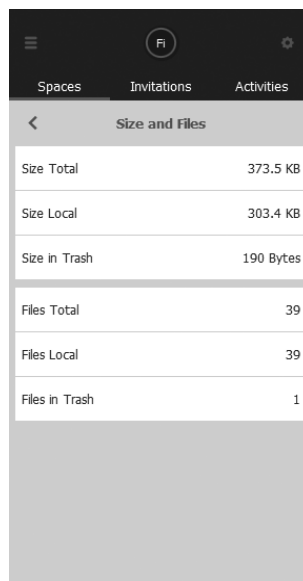 Fi
Spaces Invitations Activities
Size and Files
Size Total 373.5 KB
Size Local 303.4 KB
Size in Trash 190 Bytes
Files Total 39
Files Local 39
Files in Trash 1